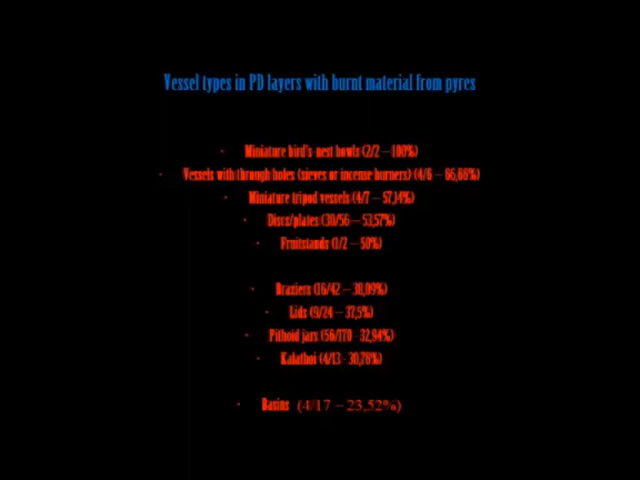 Vessel types in PD layers with burnt material from pyres
• Miniature bird's-nest bowls (2/2 – 100%)
• Vessels with through holes (sieves or incense burners) (4/6 – 66,66%)
• Miniature tripod vessels (4/7 – 57,14%)
• Discs/plates (30/56 – 53,57%)
• Fruitstands (1/2 – 50%)
• Braziers (16/42 – 38,09%)
• Lids (9/24 – 37,5%)
• Pithoid jars (56/170 - 32,94%)
• Kalathoi (4/13 - 30,76%)
• Basins (4/17 – 23,52%)